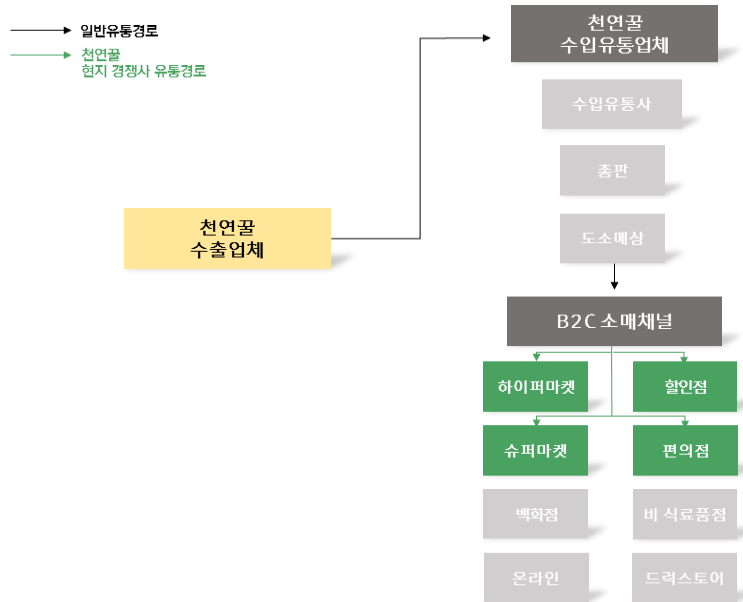 일반유통경로
천연꿀
현지 경쟁사 유통경로
천연꿀
수입유통업체
수입유통사
총판
도소매상
천연꿀
수출업체
B2C 소매채널
하이퍼마켓
할인점
슈퍼마켓
편의점
백화점
비 식료품점
온라인
드럭스토어